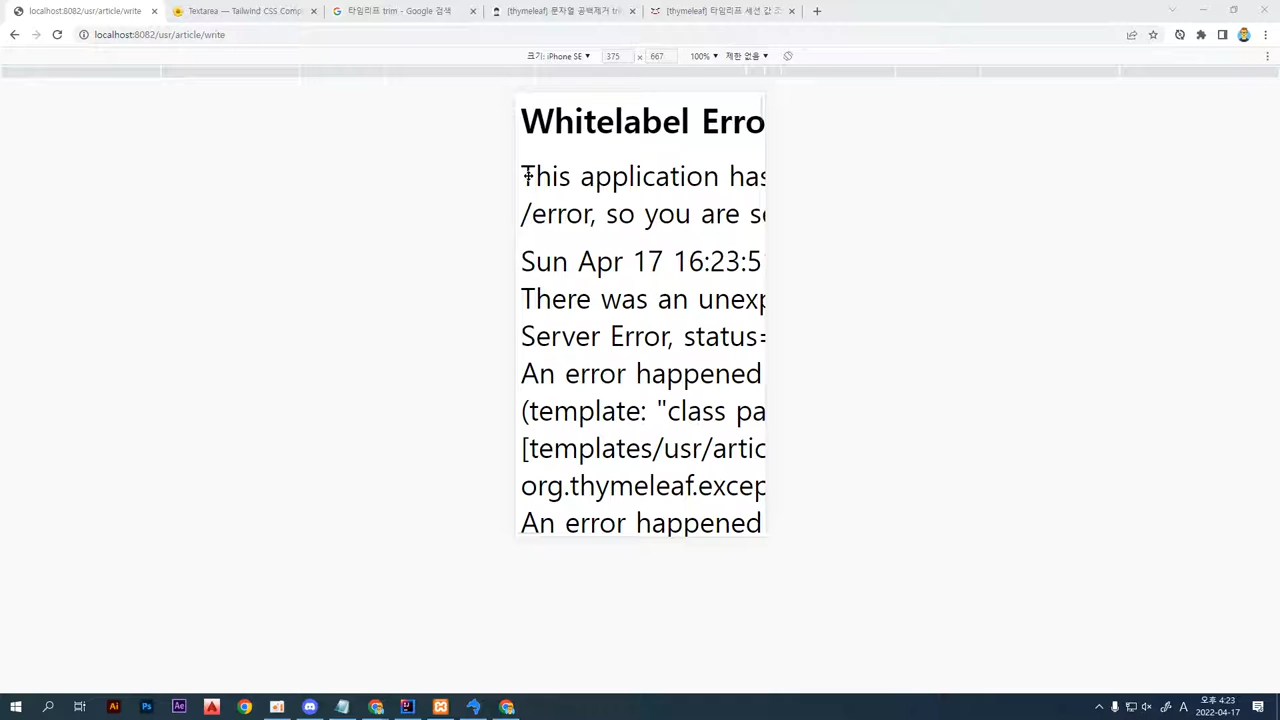 localhost:8082/usr/article/write
Textarea — Tailwind CSS Comp
타임리프 trim - Google 검색
[thymeleaf] 문자열 공백제거 tri
[thymeleaf] 타임리프 세션 값
localhost:8082/usr/article/write
크기: iPhone SE ▼ 375 × 667 100% ▼ 제한 없음 ▼
Whitelabel Erro
This application has
/error, so you are se
Sun Apr 17 16:23:5
There was an unexp
Server Error, status=
An error happened
(template: "class pa
[templates/usr/artic
org.thymeleaf.excep
An error happened
Ai Ps Ae
A 오후 4:23
2022-04-17